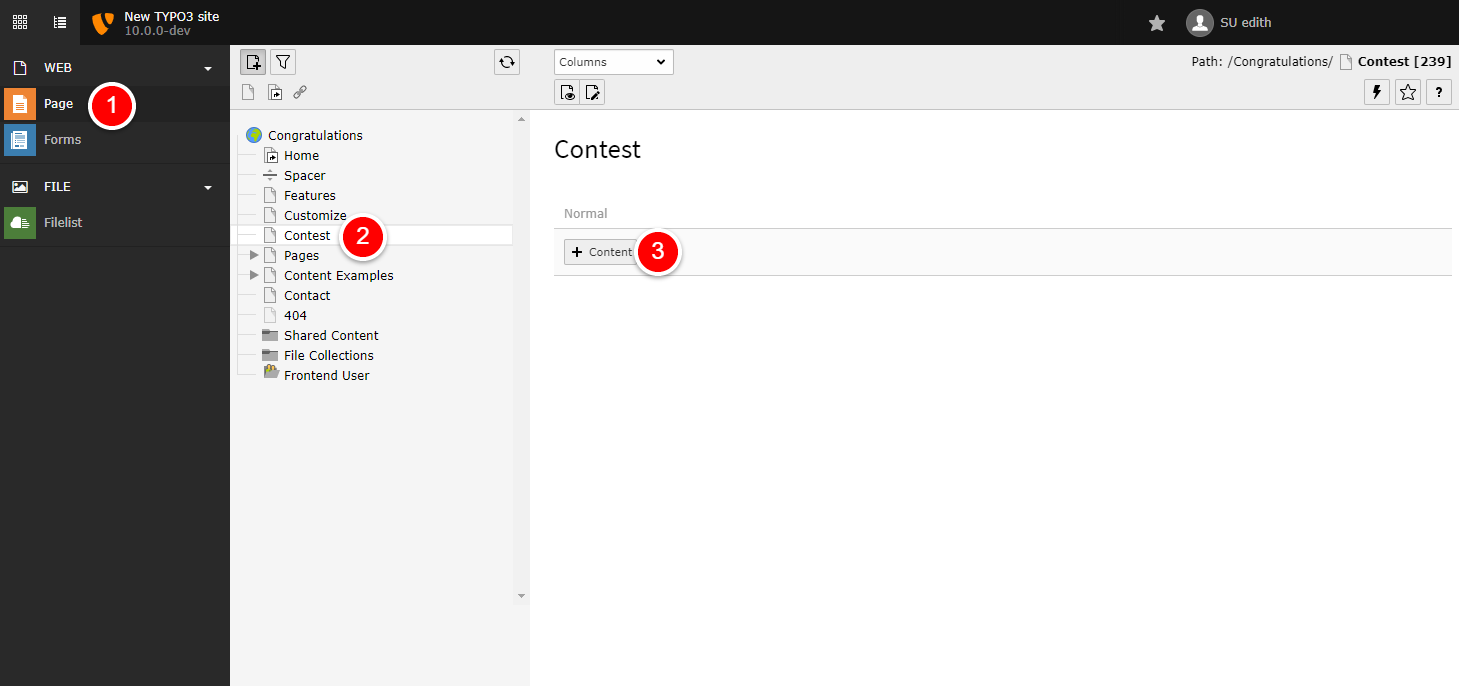 New TYPO3 site
10.0.0-dev
SU edith
WEB
Page
1
Forms
FILE
Filelist
Columns
Path: /Congratulations/ Contest [239]
?
Congratulations
Home
Spacer
Features
Customize
Contest
2
Pages
Content Examples
Contact
404
Shared Content
File Collections
Frontend User
Contest
Normal
+ Content
3